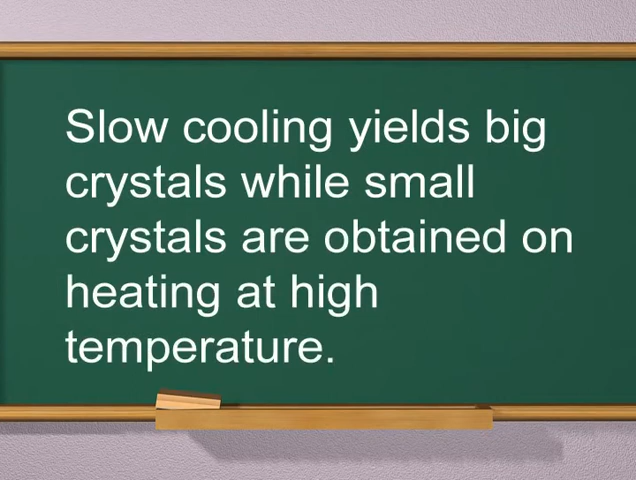 Slow cooling yields big
crystals while small
crystals are obtained on
heating at high
temperature.